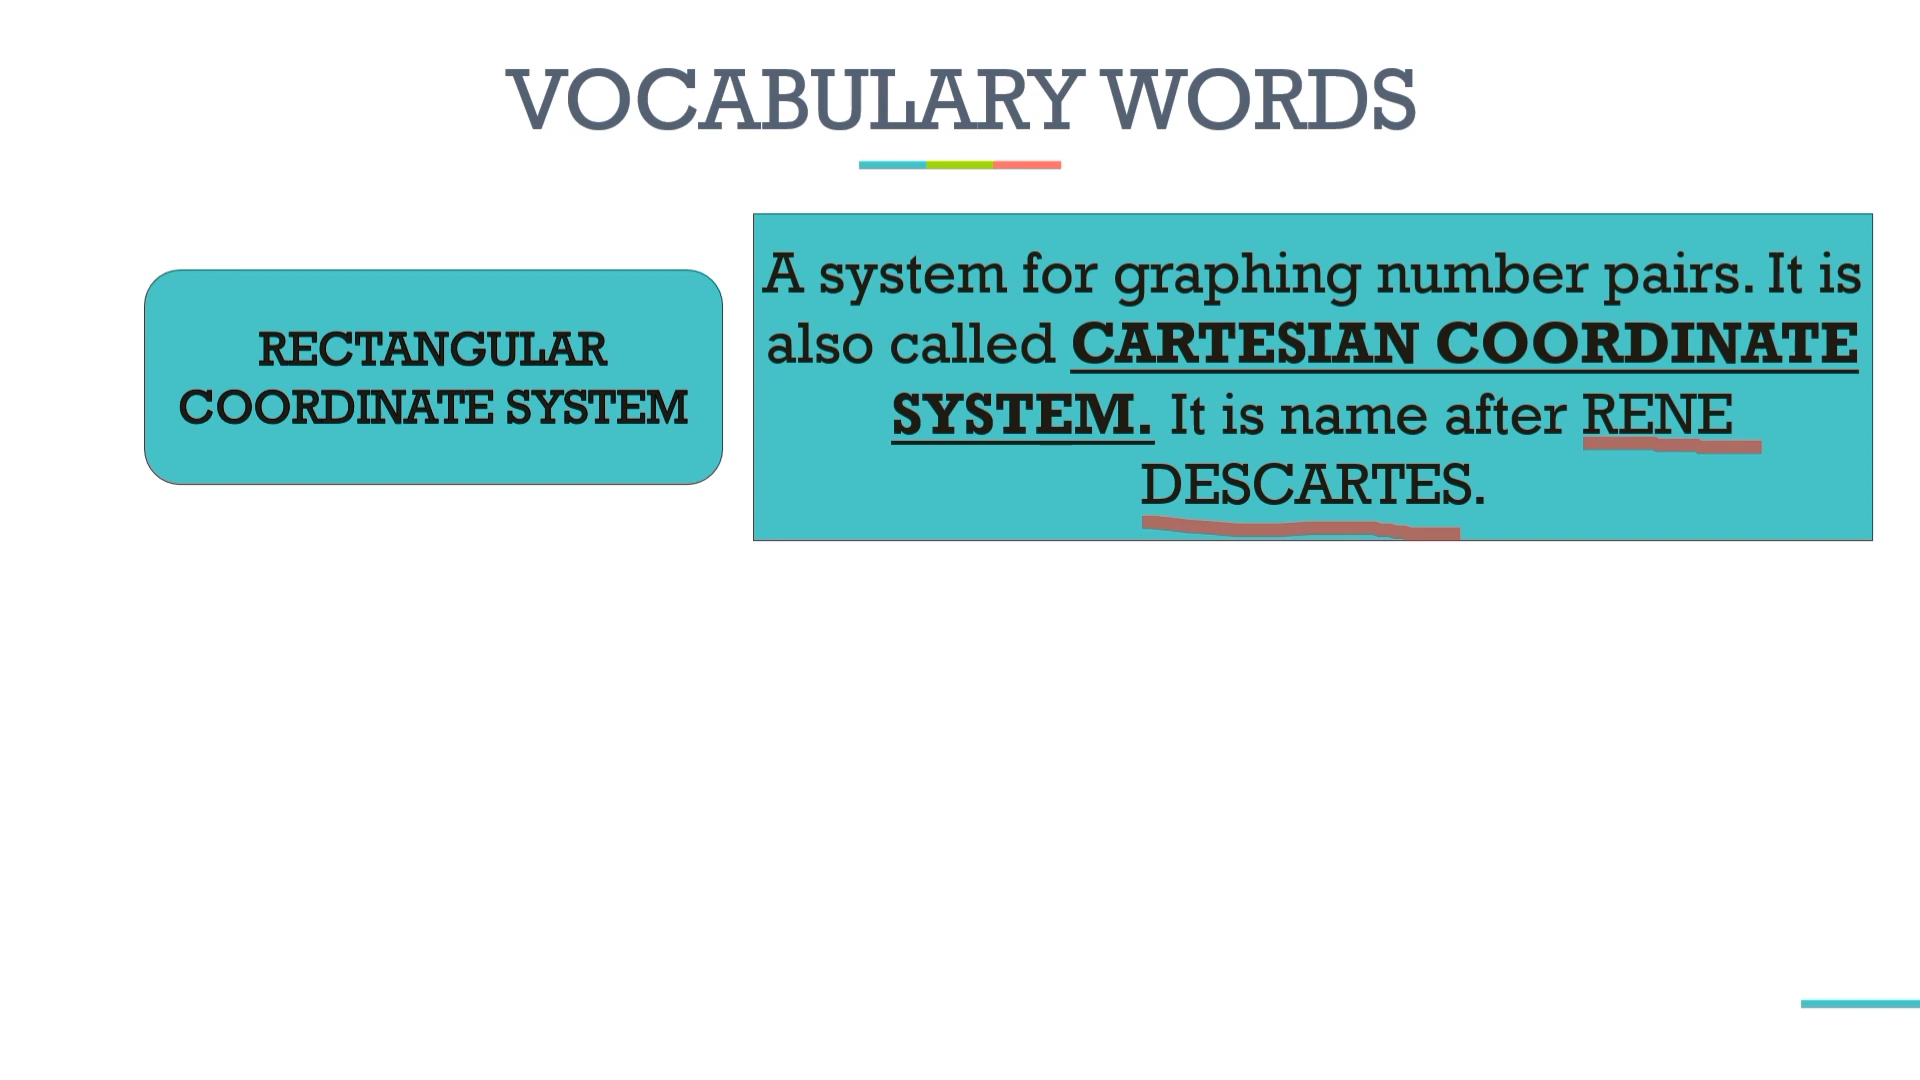 VOCABULARY WORDS
RECTANGULAR
COORDINATE SYSTEM
A system for graphing number pairs. It is
also called CARTESIAN COORDINATE
SYSTEM. It is name after RENE
DESCARTES.